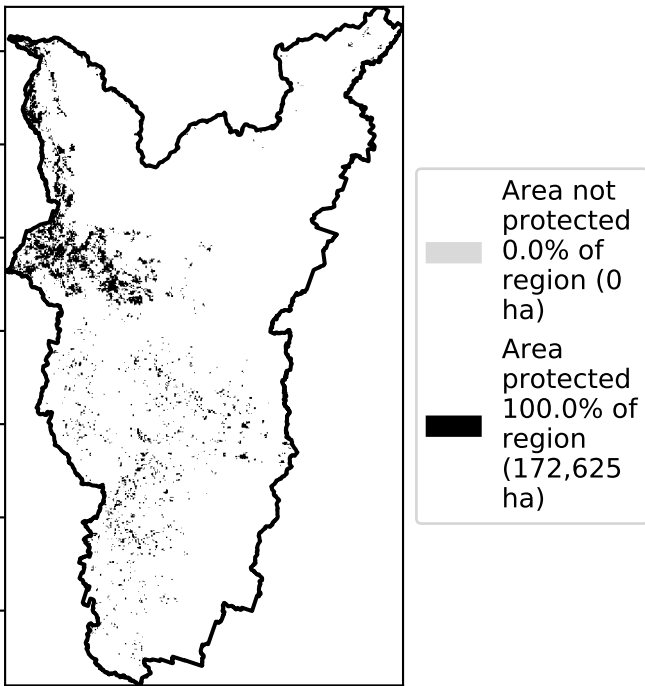 Area not
protected
0.0% of
region (0
ha)
Area
protected
100.0% of
region
(172,625
ha)